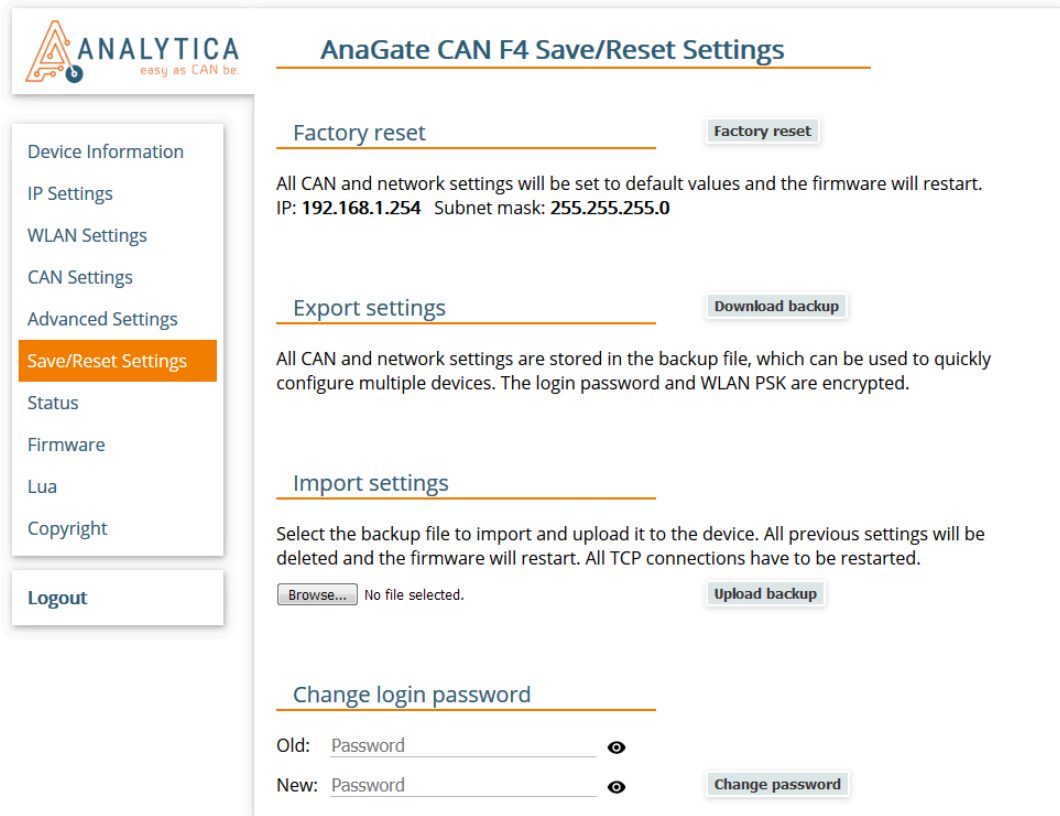 ANALYTICA
easy as CAN be.
AnaGate CAN F4 Save/Reset Settings
Device Information
IP Settings
WLAN Settings
CAN Settings
Advanced Settings
Save/Reset Settings
Status
Firmware
Lua
Copyright
Logout
Factory reset
Factory reset
All CAN and network settings will be set to default values and the firmware will restart.
IP: 192.168.1.254 Subnet mask: 255.255.255.0
Export settings
Download backup
All CAN and network settings are stored in the backup file, which can be used to quickly
configure multiple devices. The login password and WLAN PSK are encrypted.
Import settings
Select the backup file to import and upload it to the device. All previous settings will be
deleted and the firmware will restart. All TCP connections have to be restarted.
Browse... No file selected.
Upload backup
Change login password
Old: Password
New: Password
Change password